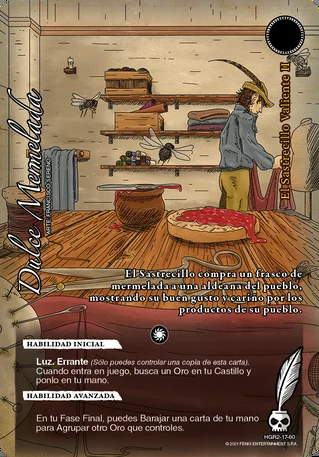 Dulce Mermelada
ARTE: FRANCISCO SERENO
El Sastrecillo Valiente II
El Sastrecillo compra un frasco de
mermelada a una aldeana del pueblo,
mostrando su buen gusto y cariño por los
productos de su pueblo.
HABILIDAD INICIAL
Luz. Errante (Sólo puedes controlar una copia de esta carta).
Cuando entra en juego, busca un Oro en tu Castillo y
ponlo en tu mano.
HABILIDAD AVANZADA
En tu Fase Final, puedes Barajar una carta de tu mano
para Agrupar otro Oro que controles.
HGR2-17-60
©2021 FENIX ENTERTAINMENT S.P.A.